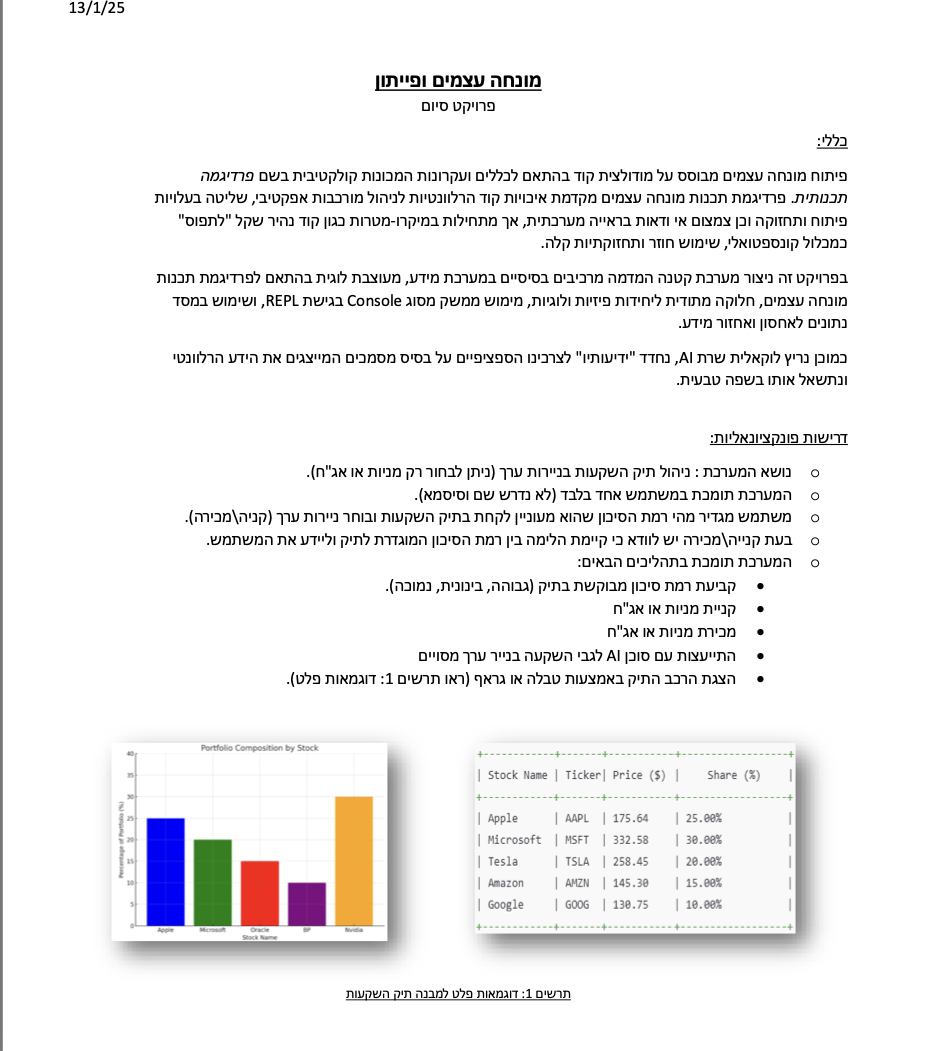 13/1/25
מונחה עצמים ופייתון
פרויקט סיום
כללי:
פיתוח מונחה עצמים מבוסס על מודולצית קוד בהתאם לכללים ועקרונות המכונות קולקטיבית בשם פרדיגמה
תכנותית. פרדיגמת תכנות מונחה עצמים מקדמת איכויות קוד הרלוונטיות לניהול מורכבות אפקטיבי, שליטה בעלויות
פיתוח ותחזוקה וכן צמצום אי ודאות בראייה מערכתית, אך מתחילות במיקרו-מטרות כגון קוד נהיר שקל "לתפוס"
כמכלול קונספטואלי, שימוש חוזר ותחזוקתיות קלה.
בפרויקט זה ניצור מערכת קטנה המדמה מרכיבים בסיסיים במערכת מידע, מעוצבת לוגית בהתאם לפרדיגמת תכנות
מונחה עצמים, חלוקה מתודית ליחידות פיזיות ולוגיות, מימוש ממשק מסוג Console בגישת REPL, ושימוש במסד
נתונים לאחסון ואחזור מידע.
כמוכן נריץ לוקאלית שרת AI, נחדד "ידיעותיו" לצרכינו הספציפיים על בסיס מסמכים המייצגים את הידע הרלוונטי
ונתשאל אותו בשפה טבעית.
דרישות פונקציונאליות:
o נושא המערכת : ניהול תיק השקעות בניירות ערך (ניתן לבחור רק מניות או אג"ח).
o המערכת תומכת במשתמש אחד בלבד (לא נדרש שם וסיסמא).
o משתמש מגדיר מהי רמת הסיכון שהוא מעוניין לקחת בתיק השקעות ובוחר ניירות ערך (קניה\מכירה).
o בעת קנייה\מכירה יש לוודא כי קיימת הלימה בין רמת הסיכון המוגדרת לתיק וליידע את המשתמש.
o המערכת תומכת בתהליכים הבאים:
• קביעת רמת סיכון מבוקשת בתיק (גבוהה, בינונית, נמוכה).
• קניית מניות או אג"ח
• מכירת מניות או אג"ח
• התייעצות עם סוכן AI לגבי השקעה בנייר ערך מסויים
• הצגת הרכב התיק באמצעות טבלה או גראף (ראו תרשים 1: דוגמאות פלט).
Portfolio Composition by Stock
Percentage of Portfolio (%)
40
35
30
25
20
15
10
5
0
Apple Microsoft Oracle BP Nvidia
Stock Name
| Stock Name | Ticker| Price ($) | Share (%) |
| Apple | AAPL | 175.64 | 25.00% |
| Microsoft | MSFT | 332.58 | 30.00% |
| Tesla | TSLA | 258.45 | 20.00% |
| Amazon | AMZN | 145.30 | 15.00% |
| Google | GOOG | 130.75 | 10.00% |
תרשים 1: דוגמאות פלט למבנה תיק השקעות